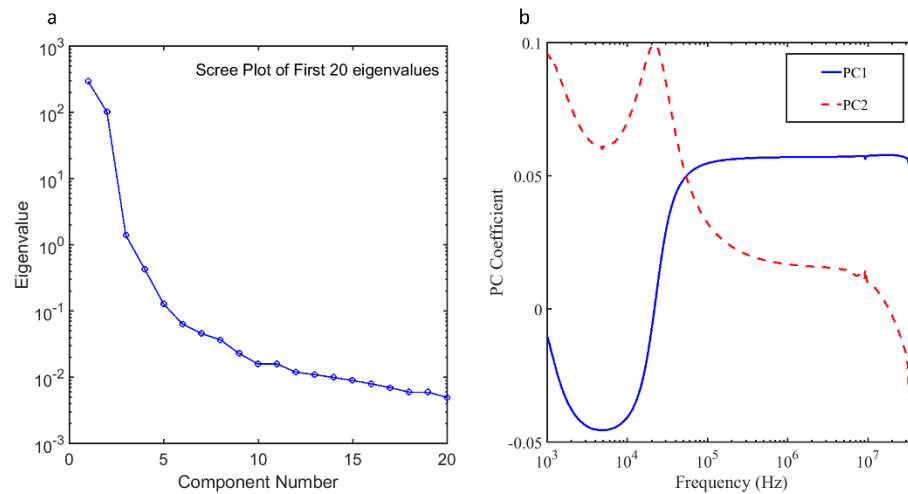 a
10^3
10^2
10^1
10^0
10^-1
10^-2
10^-3
Eigenvalue
Scree Plot of First 20 eigenvalues
0 5 10 15 20
Component Number
b
0.1
0.05
0
-0.05
PC Coefficient
PC1
PC2
10^3 10^4 10^5 10^6 10^7
Frequency (Hz)